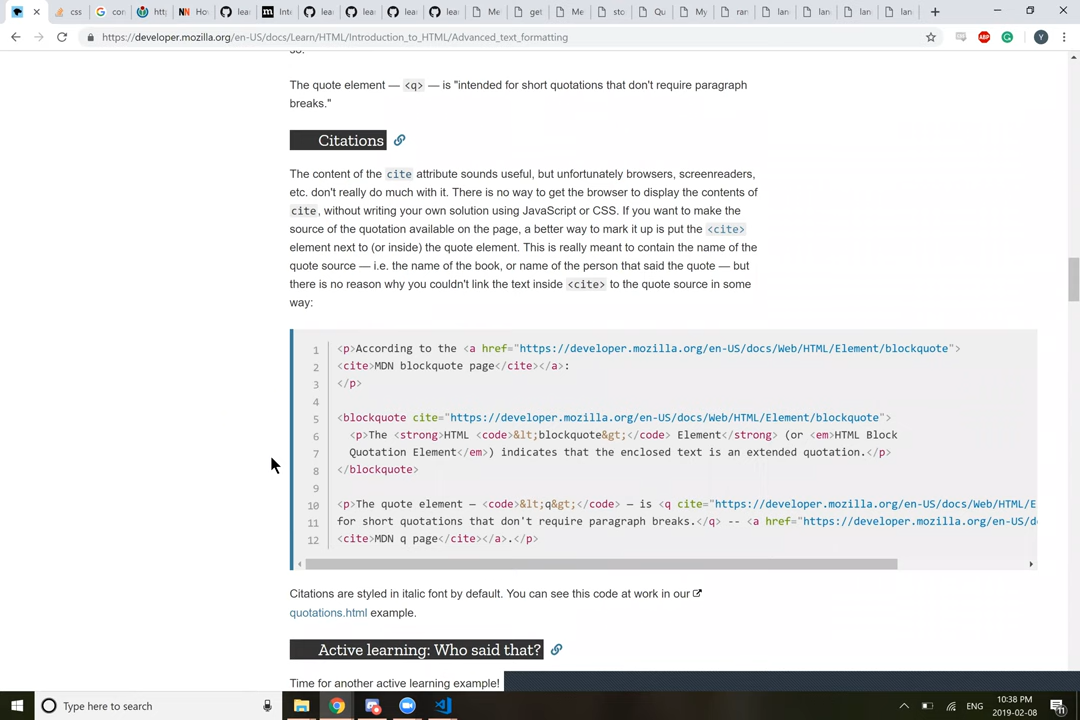 css
G
con
http
NN
Ho
lear
m
Int
lear
lear
lear
lear
Me
get
Me
sto
Qu
My
ran
lan
lan
lan
lan
https://developer.mozilla.org/en-US/docs/Learn/HTML/Introduction_to_HTML/Advanced_text_formatting
ABP
Y
The quote element — <q> — is "intended for short quotations that don't require paragraph
breaks."
Citations
The content of the cite attribute sounds useful, but unfortunately browsers, screenreaders,
etc. don't really do much with it. There is no way to get the browser to display the contents of
cite, without writing your own solution using JavaScript or CSS. If you want to make the
source of the quotation available on the page, a better way to mark it up is put the <cite>
element next to (or inside) the quote element. This is really meant to contain the name of the
quote source — i.e. the name of the book, or name of the person that said the quote — but
there is no reason why you couldn't link the text inside <cite> to the quote source in some
way:
1 <p>According to the <a href="https://developer.mozilla.org/en-US/docs/Web/HTML/Element/blockquote">
2 <cite>MDN blockquote page</cite></a>:
3 </p>
4
5 <blockquote cite="https://developer.mozilla.org/en-US/docs/Web/HTML/Element/blockquote">
6 <p>The <strong>HTML <code>&lt;blockquote&gt;</code> Element</strong> (or <em>HTML Block
7 Quotation Element</em>) indicates that the enclosed text is an extended quotation.</p>
8 </blockquote>
9
10 <p>The quote element — <code>&lt;q&gt;</code> — is <q cite="https://developer.mozilla.org/en-US/docs/Web/HTML/E
11 for short quotations that don't require paragraph breaks.</q> -- <a href="https://developer.mozilla.org/en-US/d
12 <cite>MDN q page</cite></a>.</p>
Citations are styled in italic font by default. You can see this code at work in our
quotations.html example.
Active learning: Who said that?
Time for another active learning example!
Type here to search
ENG
10:38 PM
2019-02-08